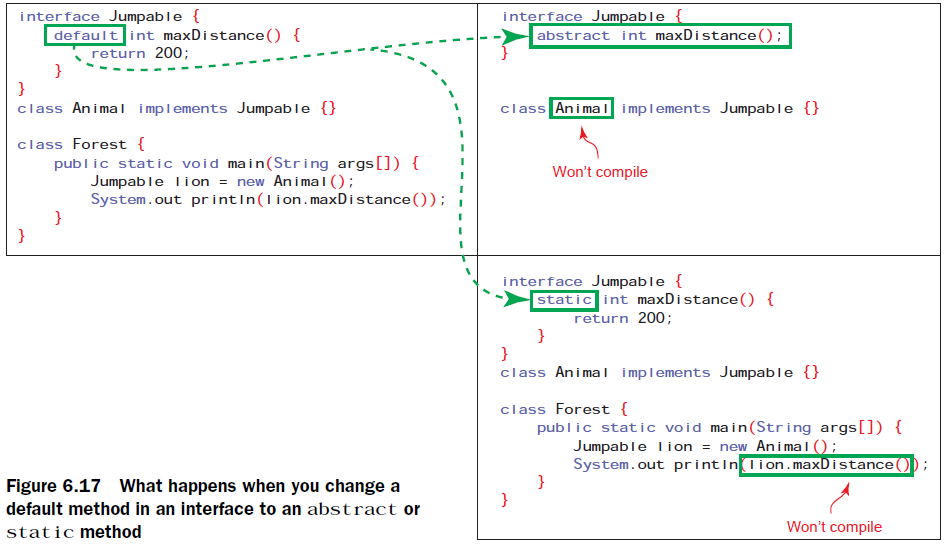 interface Jumpable {
default int maxDistance() {
return 200;
}
}
class Animal implements Jumpable {}
class Forest {
public static void main(String args[]) {
Jumpable lion = new Animal();
System.out println(lion.maxDistance());
}
}
interface Jumpable {
abstract int maxDistance();
}
class Animal implements Jumpable {}
Won't compile
interface Jumpable {
static int maxDistance() {
return 200;
}
}
class Animal implements Jumpable {}
class Forest {
public static void main(String args[]) {
Jumpable lion = new Animal();
System.out println(lion.maxDistance());
}
}
Won't compile
Figure 6.17 What happens when you change a
default method in an interface to an abstract or
static method